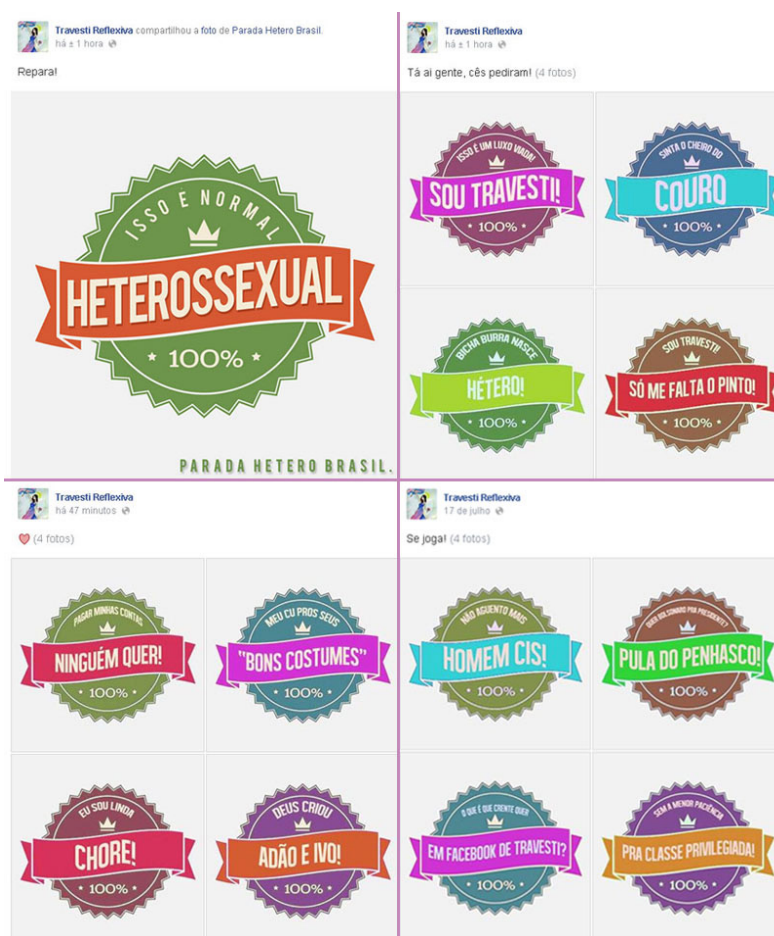 Travesti Reflexiva compartilhou a foto de Parada Hetero Brasil.
há ± 1 hora
Repara!
ISSO E NORMAL
HETEROSSEXUAL
* 100% *
PARADA HETERO BRASIL.
Travesti Reflexiva
há ± 1 hora
Tá ai gente, cês pediram! (4 fotos)
ISSO É UM LUXO VIADA!
SOU TRAVESTI!
* 100% *
SINTA O CHEIRO DO
COURO
* 100% *
BICHA BURRA NASCE
HÉTERO!
* 100% *
SOU TRAVESTI!
SÓ ME FALTA O PINTO!
* 100% *
Travesti Reflexiva
há 47 minutos
(4 fotos)
PAGAR MINHAS CONTAS
NINGUÉM QUER!
* 100% *
MEU CU PROS SEUS
"BONS COSTUMES"
* 100% *
EU SOU LINDA
CHORE!
* 100% *
DEUS CRIOU
ADÃO E IVO!
* 100% *
Travesti Reflexiva
17 de julho
Se joga! (4 fotos)
NÃO AGUENTO MAIS
HOMEM CIS!
* 100% *
QUER BOLSONARO PRA PRESIDENTE?
PULA DO PENHASCO!
* 100% *
O QUE É QUE CRENTE QUER
EM FACEBOOK DE TRAVESTI?
* 100% *
SEM A MENOR PACIÊNCIA
PRA CLASSE PRIVILEGIADA!
* 100% *